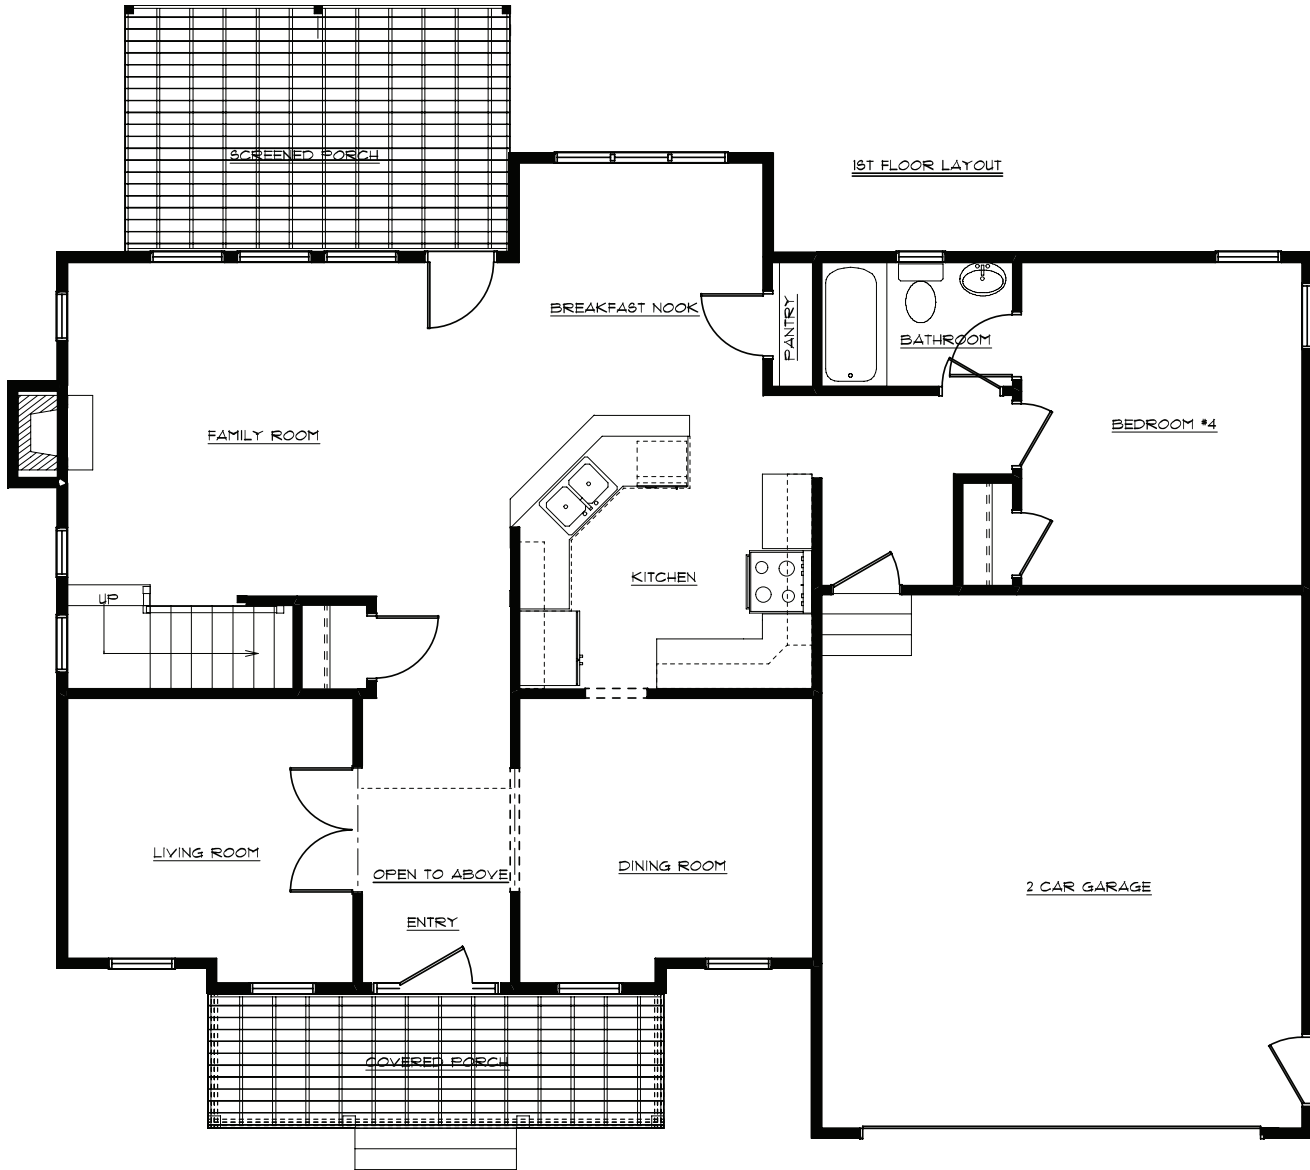 SCREENED PORCH
1ST FLOOR LAYOUT
BREAKFAST NOOK
PANTRY
BATHROOM
FAMILY ROOM
BEDROOM #4
KITCHEN
UP
LIVING ROOM
OPEN TO ABOVE
DINING ROOM
2 CAR GARAGE
ENTRY
COVERED PORCH